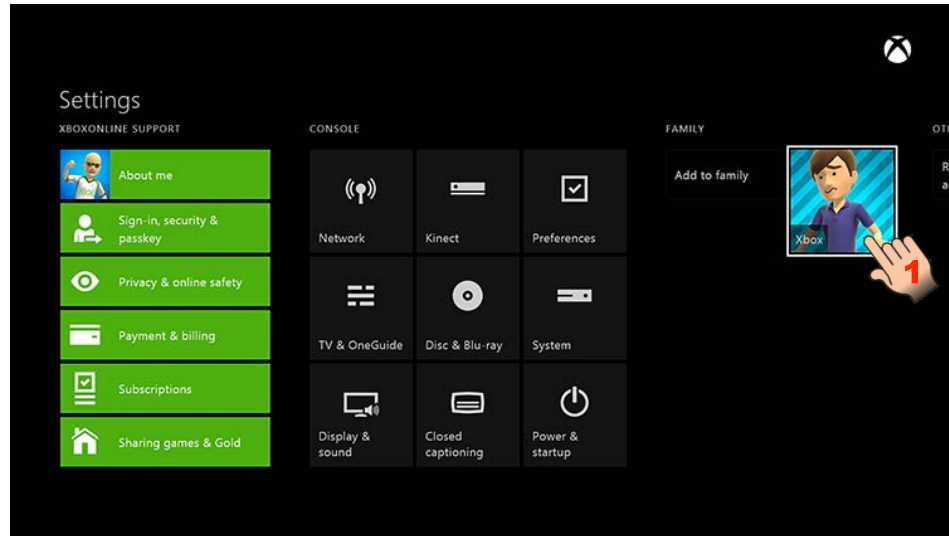 Settings
XBOXONLINE SUPPORT
About me
Sign-in, security &
passkey
Privacy & online safety
Payment & billing
Subscriptions
Sharing games & Gold
CONSOLE
Network
Kinect
Preferences
TV & OneGuide
Disc & Blu-ray
System
Display &
sound
Closed
captioning
Power &
startup
FAMILY
Add to family
Xbox
1